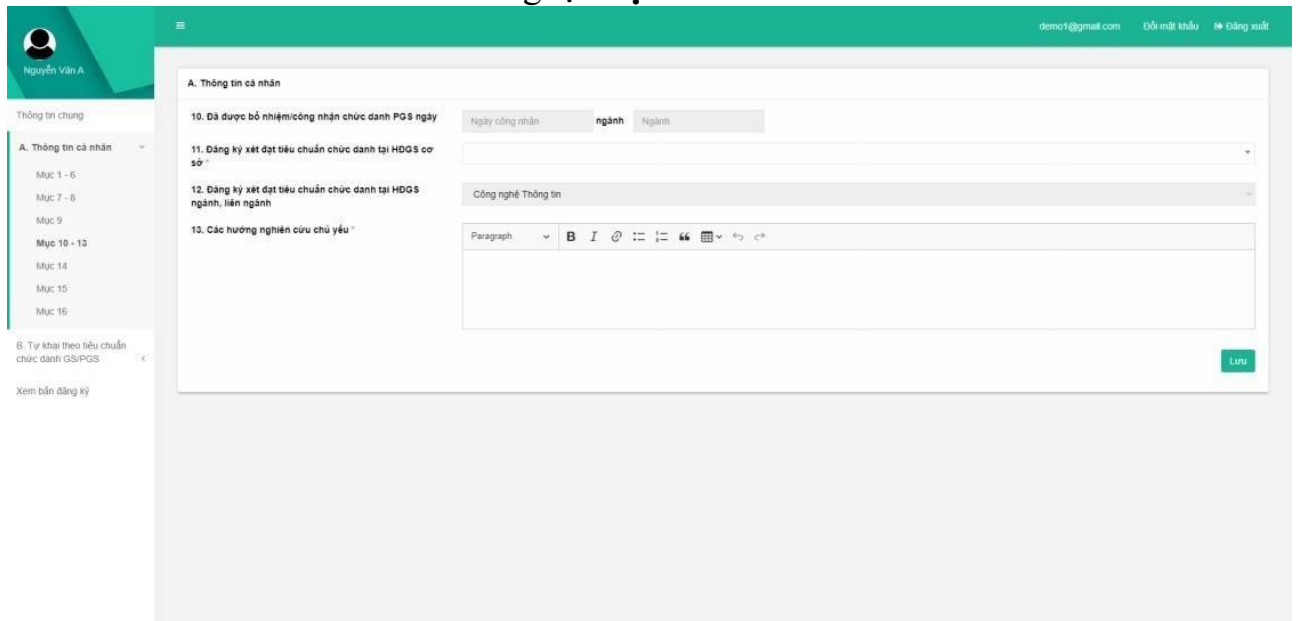 demo1@gmail.com Đổi mật khẩu Đăng xuất
Nguyễn Văn A
Thông tin chung
A. Thông tin cá nhân
Mục 1 - 6
Mục 7 - 8
Mục 9
Mục 10 - 13
Mục 14
Mục 15
Mục 16
B. Tự khai theo tiêu chuẩn
chức danh GS/PGS
Xem bản đăng ký
A. Thông tin cá nhân
10. Đã được bổ nhiệm/công nhận chức danh PGS ngày Ngày công nhận ngành Ngành
11. Đăng ký xét đạt tiêu chuẩn chức danh tại HĐGS cơ
sở *
12. Đăng ký xét đạt tiêu chuẩn chức danh tại HĐGS
ngành, liên ngành
Công nghệ Thông tin
13. Các hướng nghiên cứu chủ yếu *
Paragraph B I
Lưu